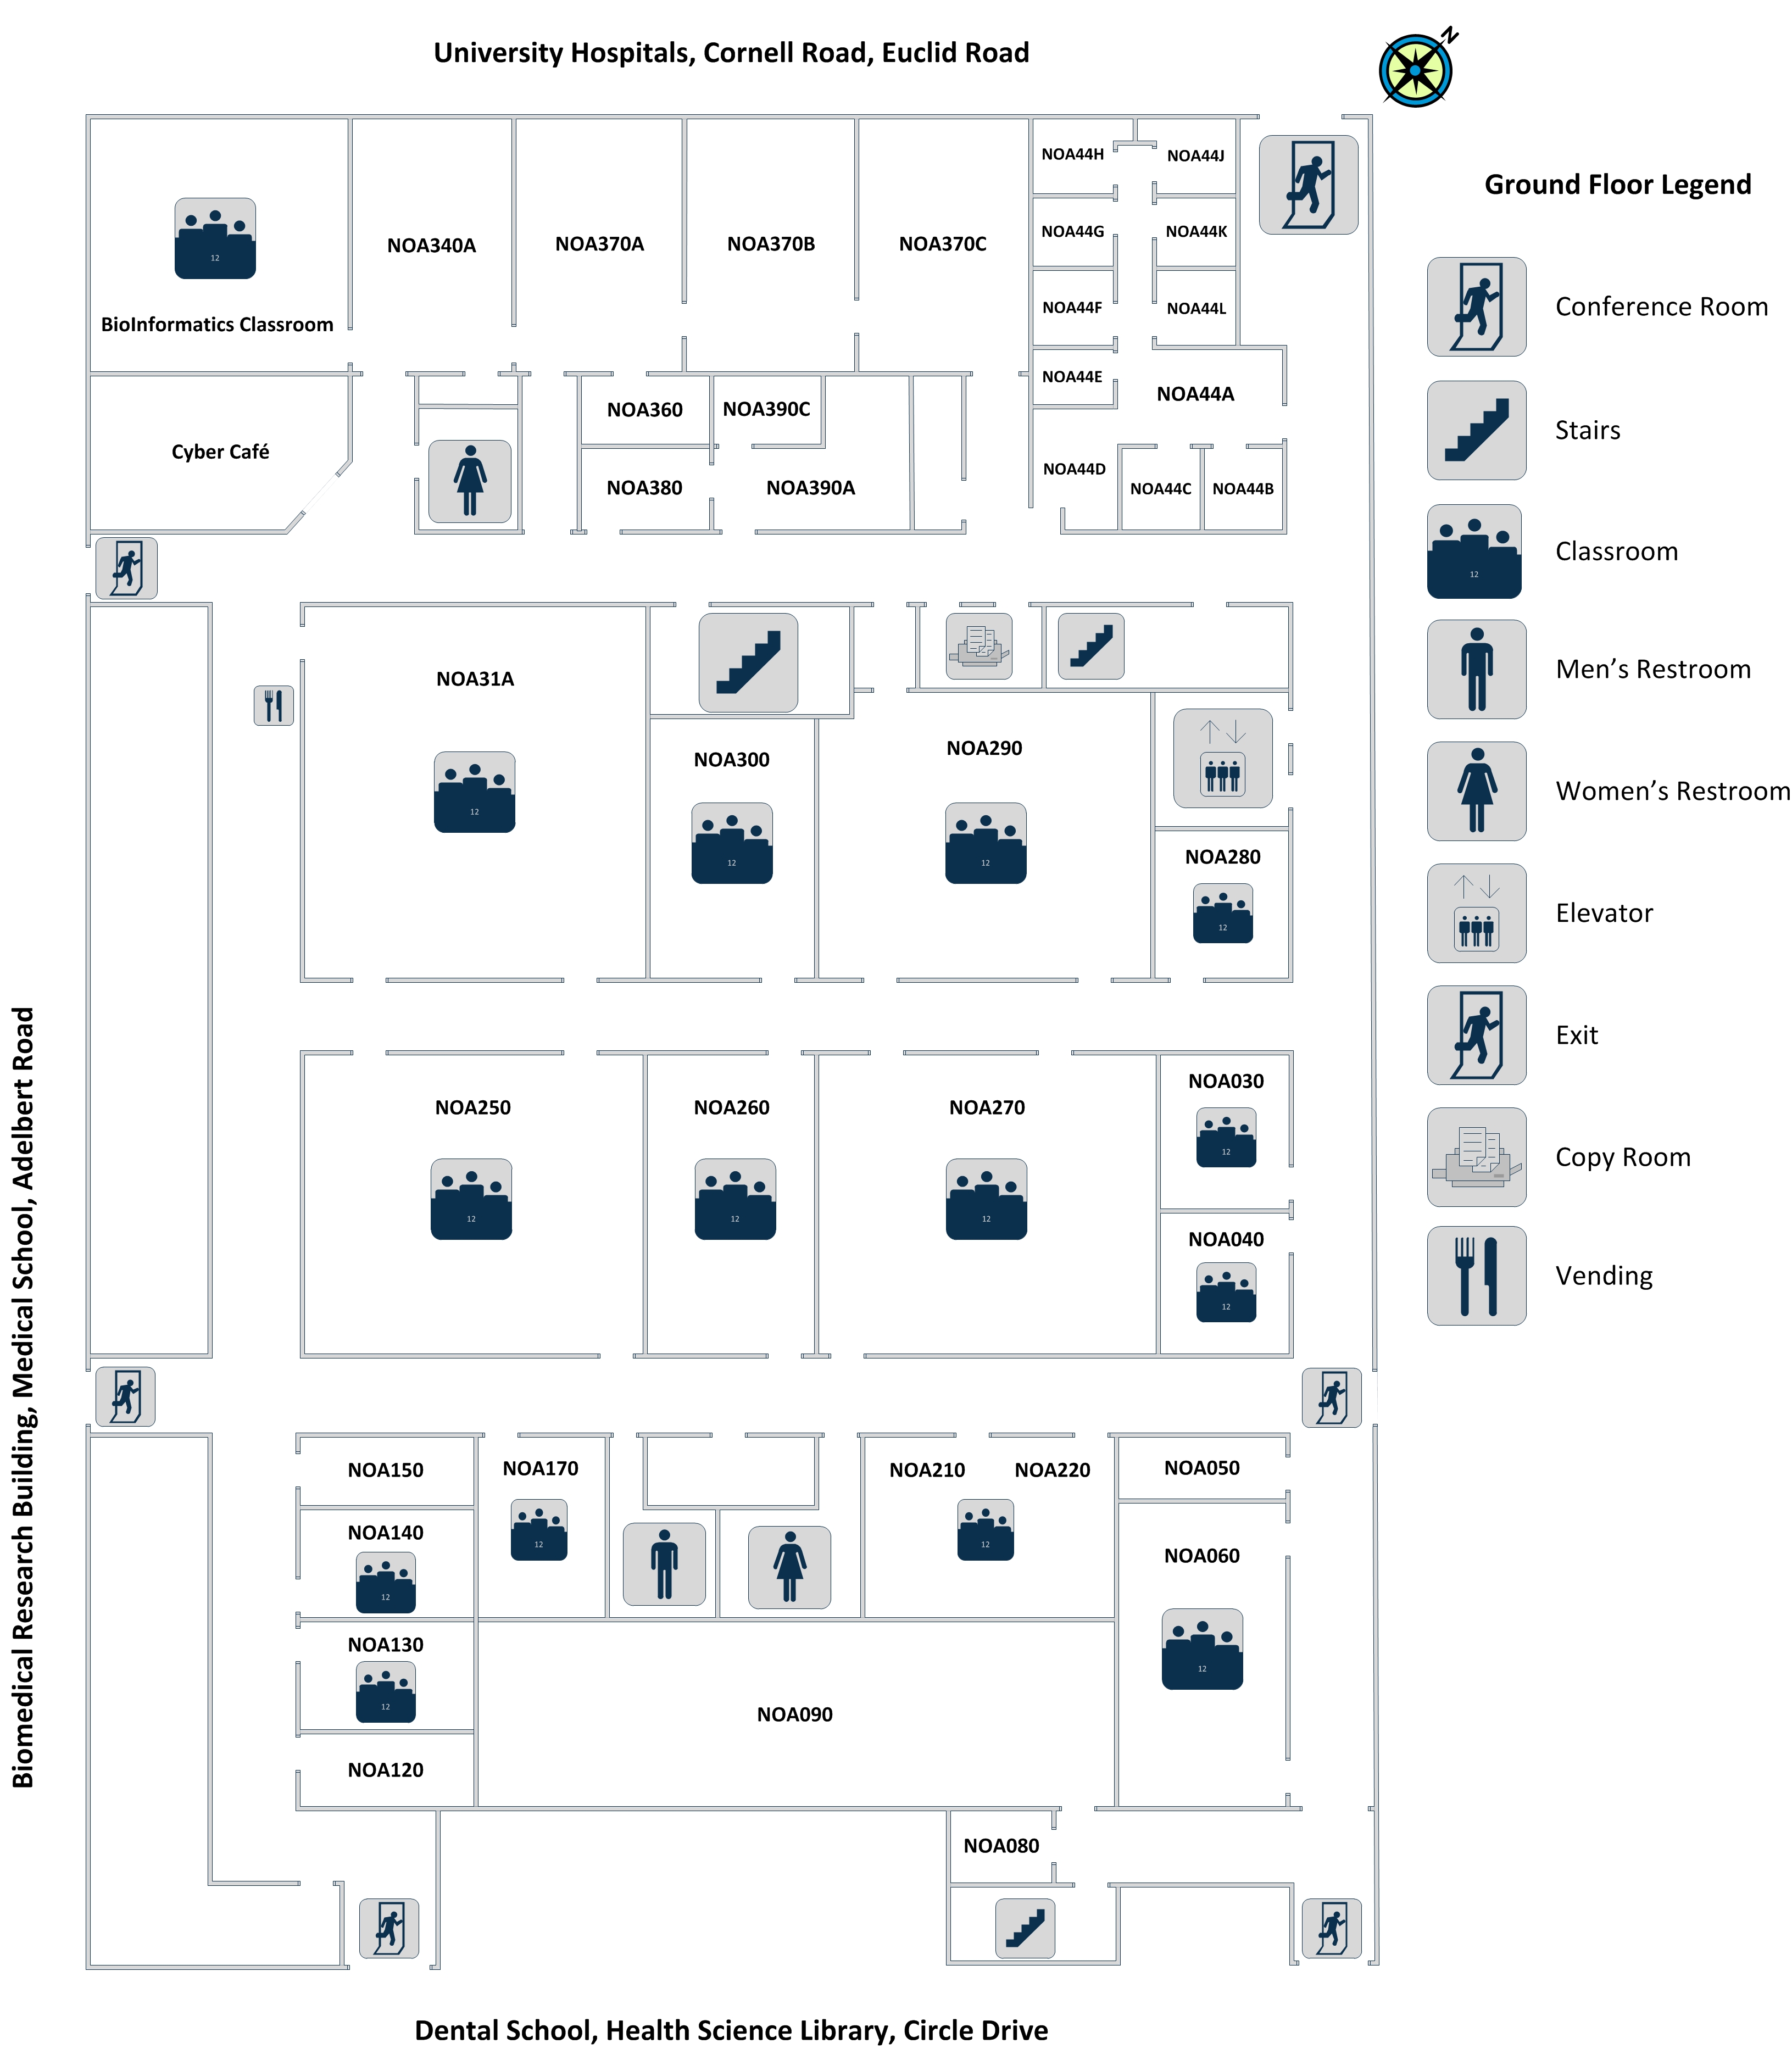 University Hospitals, Cornell Road, Euclid Road
N
Ground Floor Legend
Conference Room
Stairs
12
Classroom
Men’s Restroom
Women’s Restroom
Elevator
Exit
Copy Room
Vending
12
BioInformatics Classroom
NOA340A
NOA370A
NOA370B
NOA370C
NOA44H
NOA44J
NOA44G
NOA44K
NOA44F
NOA44L
NOA44E
NOA44A
Cyber Café
NOA360
NOA390C
NOA380
NOA390A
NOA44D
NOA44C
NOA44B
NOA31A
12
NOA300
12
NOA290
12
NOA280
12
NOA250
12
NOA260
12
NOA270
12
NOA030
12
NOA040
12
NOA150
NOA170
12
NOA210
NOA220
12
NOA050
NOA140
12
NOA060
12
NOA130
12
NOA090
NOA120
NOA080
Biomedical Research Building, Medical School, Adelbert Road
Dental School, Health Science Library, Circle Drive